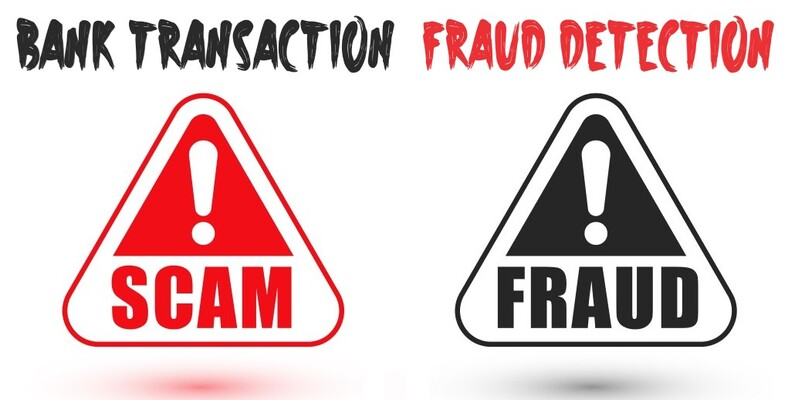 BANK TRANSACTION FRAUD DETECTION
! !
SCAM FRAUD